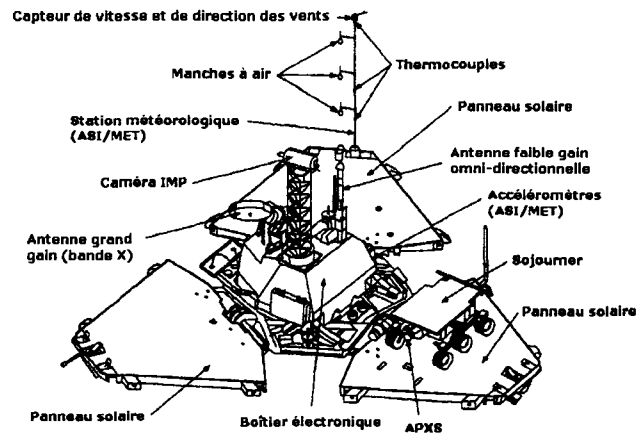 Capteur de vitesse et de direction des vents
Manches à air
Thermocouples
Panneau solaire
Station météorologique
(ASI/MET)
Antenne faible gain
omni-directionnelle
Caméra IMP
Accéléromètres
(ASI/MET)
Antenne grand
gain (bande X)
Sojourner
Panneau solaire
Panneau solaire
Boîtier électronique
APXS